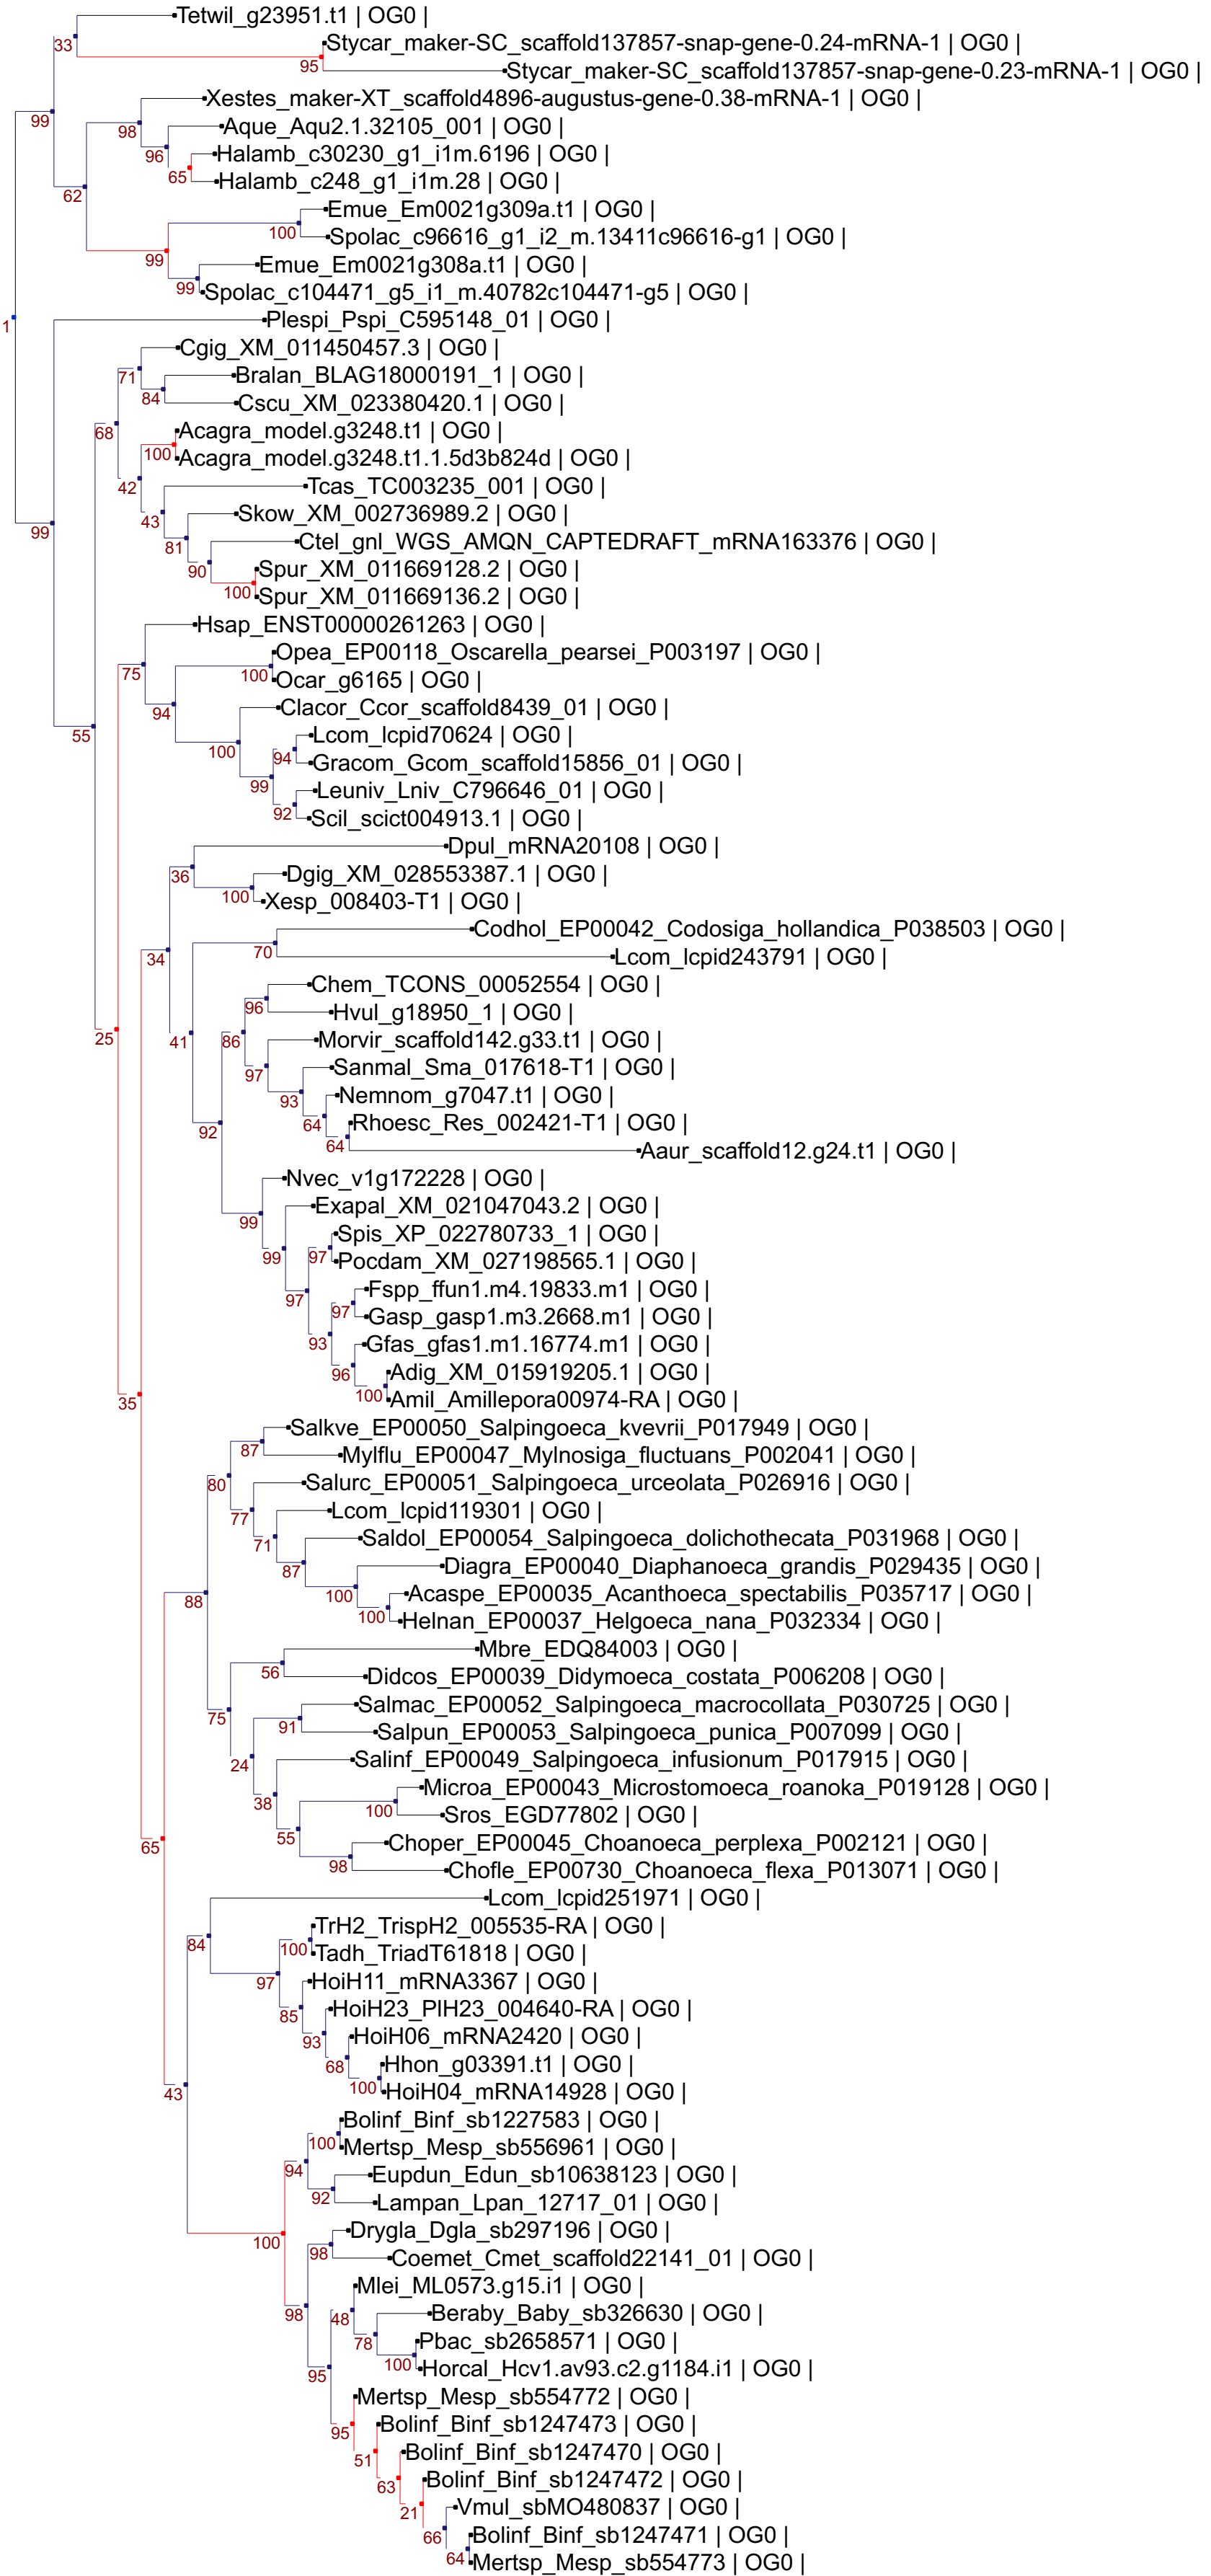 Tetwil_g23951.t1 | OG0 |
33
Stycar_maker-SC_scaffold137857-snap-gene-0.24-mRNA-1 | OG0 |
95
Stycar_maker-SC_scaffold137857-snap-gene-0.23-mRNA-1 | OG0 |
Xestes_maker-XT_scaffold4896-augustus-gene-0.38-mRNA-1 | OG0 |
99
98
Aque_Aqu2.1.32105_001 | OG0 |
96
Halamb_c30230_g1_i1m.6196 | OG0 |
65
Halamb_c248_g1_i1m.28 | OG0 |
62
Emue_Em0021g309a.t1 | OG0 |
100
Spolac_c96616_g1_i2_m.13411c96616-g1 | OG0 |
99
Emue_Em0021g308a.t1 | OG0 |
99
Spolac_c104471_g5_i1_m.40782c104471-g5 | OG0 |
1
Plespi_Pspi_C595148_01 | OG0 |
Cgig_XM_011450457.3 | OG0 |
71
Bralan_BLAG18000191_1 | OG0 |
84
Cscu_XM_023380420.1 | OG0 |
68
Acagra_model.g3248.t1 | OG0 |
100
Acagra_model.g3248.t1.1.5d3b824d | OG0 |
42
Tcas_TC003235_001 | OG0 |
43
Skow_XM_002736989.2 | OG0 |
99
81
Ctel_gnl_WGS_AMQN_CAPTEDRAFT_mRNA163376 | OG0 |
90
Spur_XM_011669128.2 | OG0 |
100
Spur_XM_011669136.2 | OG0 |
Hsap_ENST00000261263 | OG0 |
75
Opea_EP00118_Oscarella_pearsei_P003197 | OG0 |
100
Ocar_g6165 | OG0 |
94
Clacor_Ccor_scaffold8439_01 | OG0 |
55
100
Lcom_lcpid70624 | OG0 |
94
Gracom_Gcom_scaffold15856_01 | OG0 |
99
Leuniv_Lniv_C796646_01 | OG0 |
92
Scil_scict004913.1 | OG0 |
Dpul_mRNA20108 | OG0 |
36
Dgig_XM_028553387.1 | OG0 |
100
Xesp_008403-T1 | OG0 |
Codhol_EP00042_Codosiga_hollandica_P038503 | OG0 |
34
70
Lcom_lcpid243791 | OG0 |
Chem_TCONS_00052554 | OG0 |
96
Hvul_g18950_1 | OG0 |
25
41
86
Morvir_scaffold142.g33.t1 | OG0 |
97
Sanmal_Sma_017618-T1 | OG0 |
93
Nemnom_g7047.t1 | OG0 |
64
Rhoesc_Res_002421-T1 | OG0 |
92
64
Aaur_scaffold12.g24.t1 | OG0 |
Nvec_v1g172228 | OG0 |
99
Exapal_XM_021047043.2 | OG0 |
99
Spis_XP_022780733_1 | OG0 |
97
Pocdam_XM_027198565.1 | OG0 |
97
Fspp_ffun1.m4.19833.m1 | OG0 |
97
Gasp_gasp1.m3.2668.m1 | OG0 |
93
Gfas_gfas1.m1.16774.m1 | OG0 |
96
Adig_XM_015919205.1 | OG0 |
100
Amil_Amillepora00974-RA | OG0 |
35
Salkve_EP00050_Salpingoeca_kvevrii_P017949 | OG0 |
87
Mylflu_EP00047_Mylnosiga_fluctuans_P002041 | OG0 |
80
Salurc_EP00051_Salpingoeca_urceolata_P026916 | OG0 |
77
Lcom_lcpid119301 | OG0 |
71
Saldol_EP00054_Salpingoeca_dolichothecata_P031968 | OG0 |
87
Diagra_EP00040_Diaphanoeca_grandis_P029435 | OG0 |
100
Acaspe_EP00035_Acanthoeca_spectabilis_P035717 | OG0 |
88
100
Helnan_EP00037_Helgoeca_nana_P032334 | OG0 |
Mbre_EDQ84003 | OG0 |
56
Didcos_EP00039_Didymoeca_costata_P006208 | OG0 |
75
Salmac_EP00052_Salpingoeca_macrocollata_P030725 | OG0 |
91
Salpun_EP00053_Salpingoeca_punica_P007099 | OG0 |
24
Salinf_EP00049_Salpingoeca_infusionum_P017915 | OG0 |
38
Microa_EP00043_Microstomoeca_roanoka_P019128 | OG0 |
100
Sros_EGD77802 | OG0 |
55
Choper_EP00045_Choanoeca_perplexa_P002121 | OG0 |
65
98
Chofle_EP00730_Choanoeca_flexa_P013071 | OG0 |
Lcom_lcpid251971 | OG0 |
84
TrH2_TrispH2_005535-RA | OG0 |
100
Tadh_TriadT61818 | OG0 |
97
HoiH11_mRNA3367 | OG0 |
85
HoiH23_PlH23_004640-RA | OG0 |
93
HoiH06_mRNA2420 | OG0 |
68
Hhon_g03391.t1 | OG0 |
43
100
HoiH04_mRNA14928 | OG0 |
Bolinf_Binf_sb1227583 | OG0 |
100
Mertsp_Mesp_sb556961 | OG0 |
94
Eupdun_Edun_sb10638123 | OG0 |
92
Lampan_Lpan_12717_01 | OG0 |
100
Drygla_Dgla_sb297196 | OG0 |
98
Coemet_Cmet_scaffold22141_01 | OG0 |
Mlei_ML0573.g15.i1 | OG0 |
98
48
Beraby_Baby_sb326630 | OG0 |
78
Pbac_sb2658571 | OG0 |
100
Horcal_Hcv1.av93.c2.g1184.i1 | OG0 |
95
Mertsp_Mesp_sb554772 | OG0 |
95
Bolinf_Binf_sb1247473 | OG0 |
51
Bolinf_Binf_sb1247470 | OG0 |
63
Bolinf_Binf_sb1247472 | OG0 |
21
Vmul_sbMO480837 | OG0 |
66
Bolinf_Binf_sb1247471 | OG0 |
64
Mertsp_Mesp_sb554773 | OG0 |